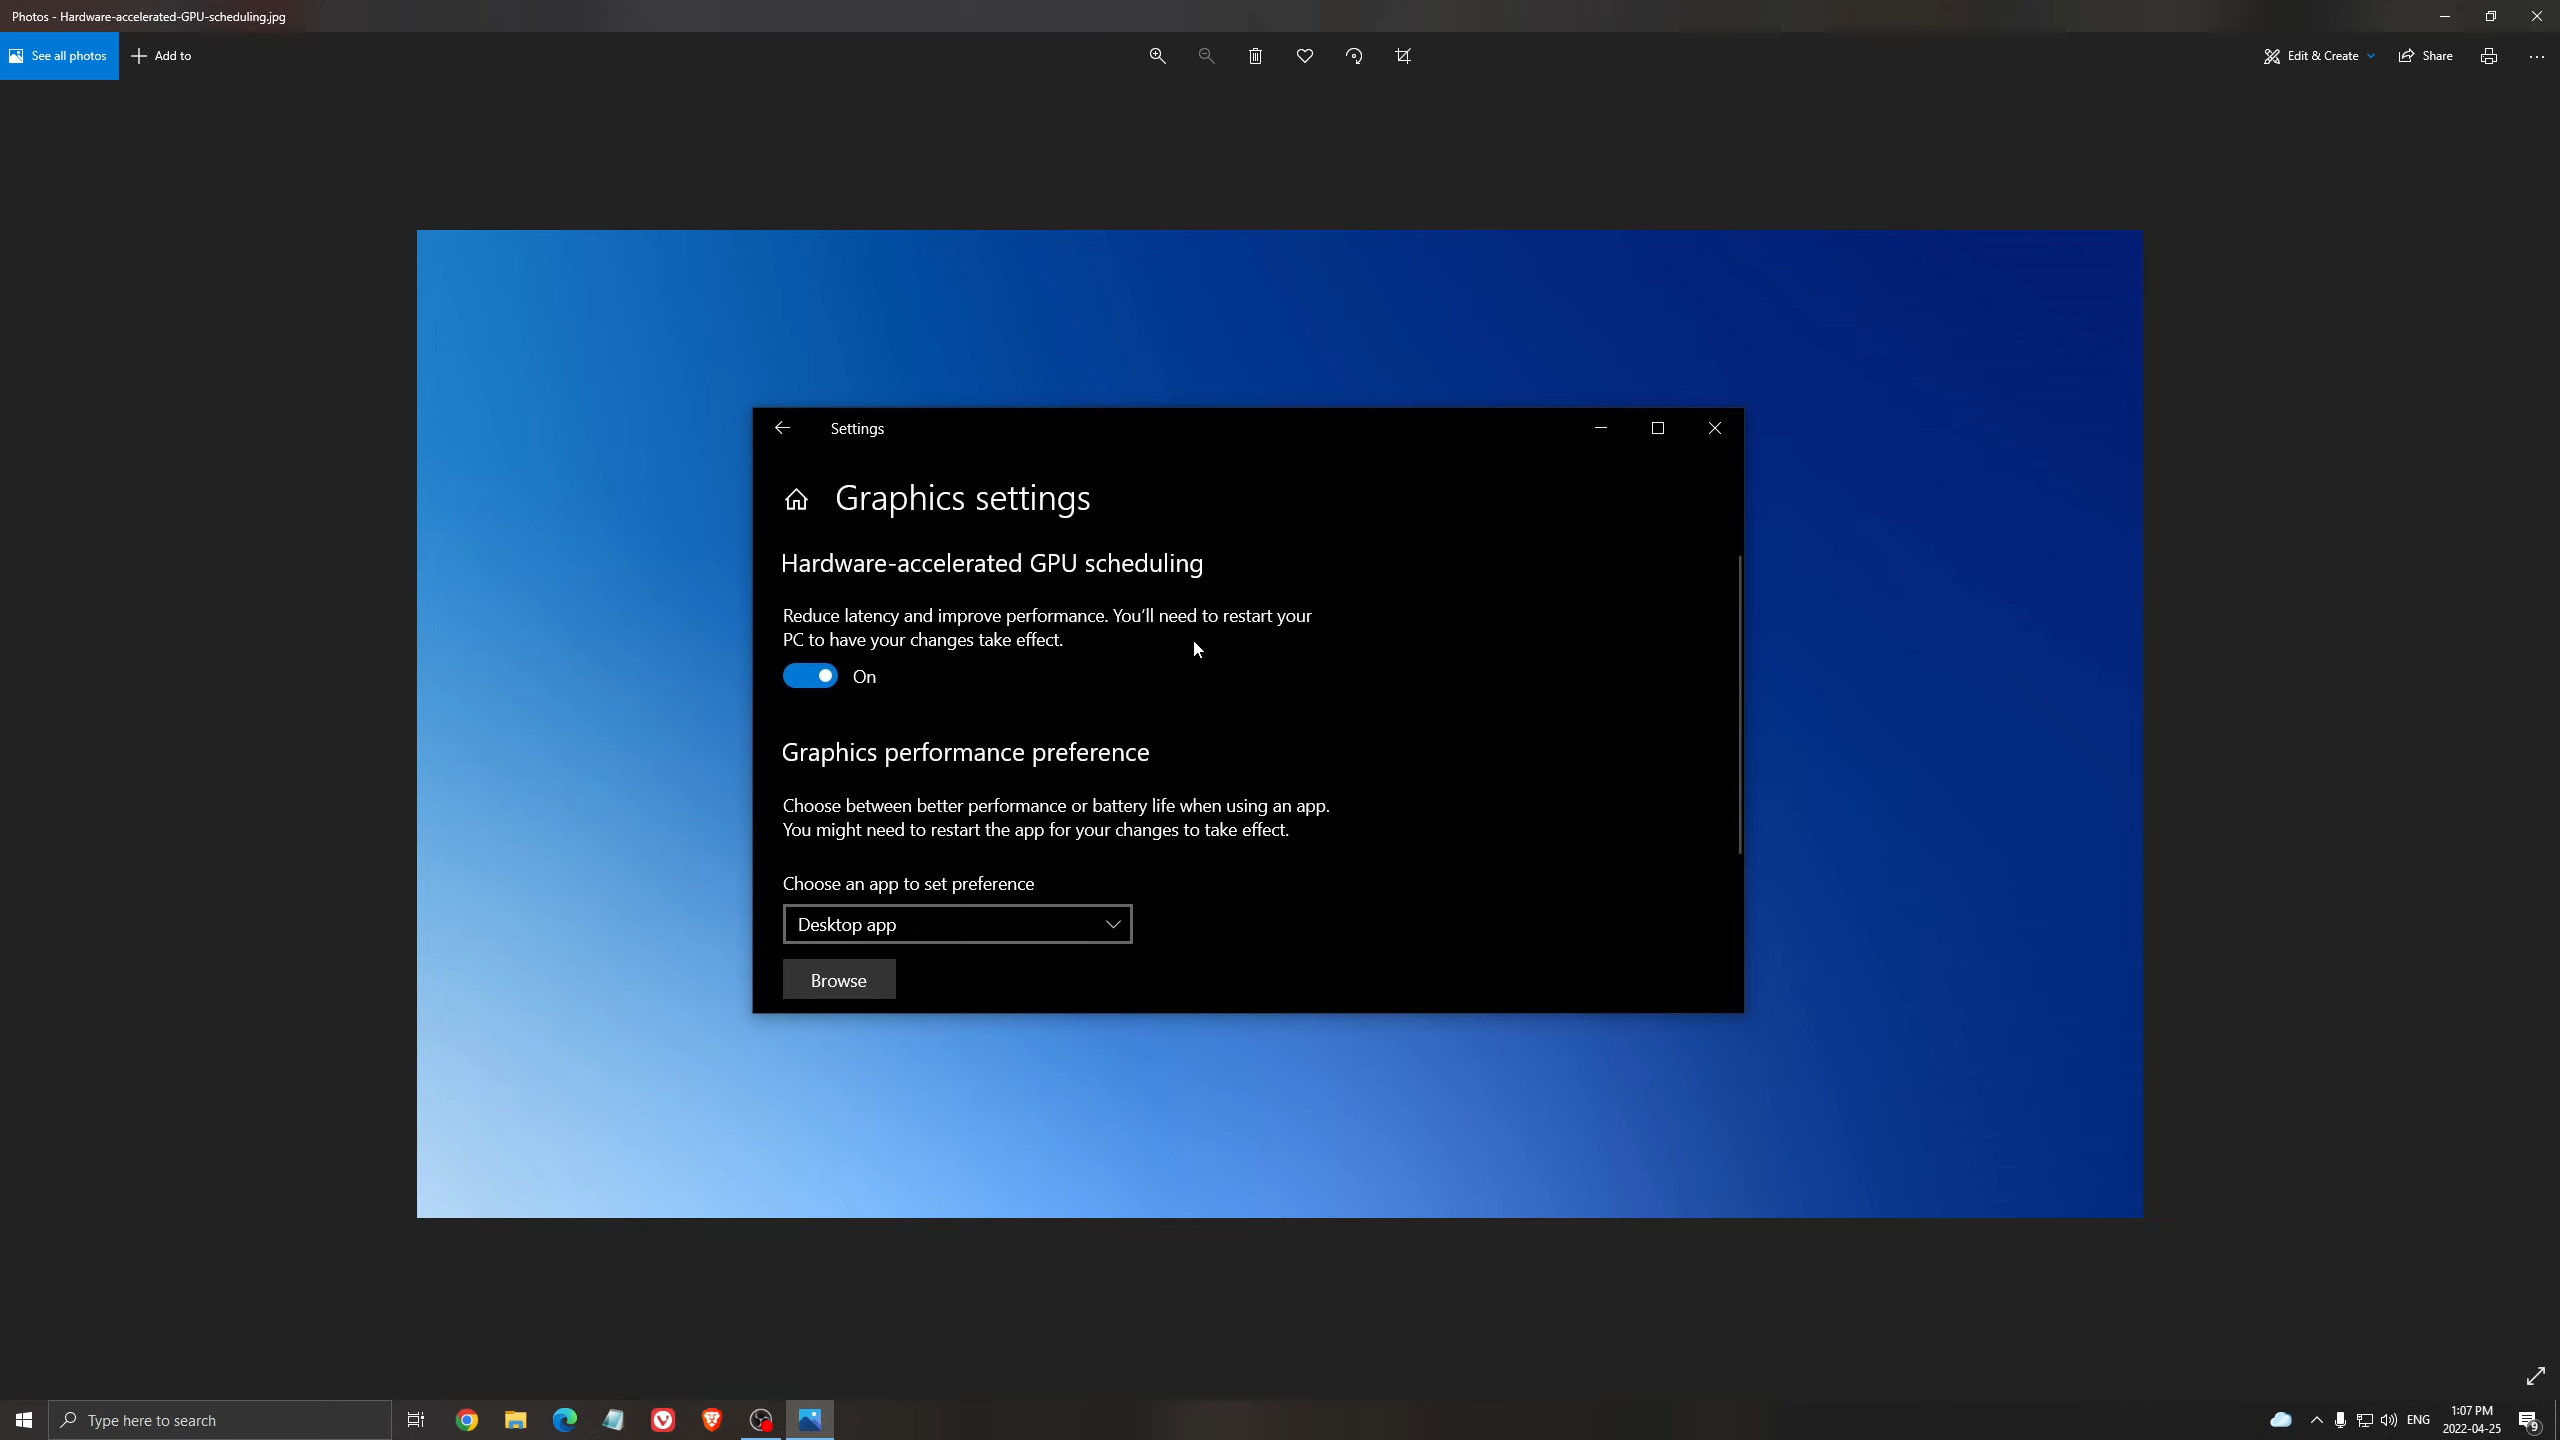 Photos - Hardware-accelerated-GPU-scheduling.jpg
See all photos
Add to
Edit & Create
Share
Settings
Graphics settings
Hardware-accelerated GPU scheduling
Reduce latency and improve performance. You'll need to restart your
PC to have your changes take effect.
On
Graphics performance preference
Choose between better performance or battery life when using an app.
You might need to restart the app for your changes to take effect.
Choose an app to set preference
Desktop app
Browse
Type here to search
ENG
1:07 PM
2022-04-25
9